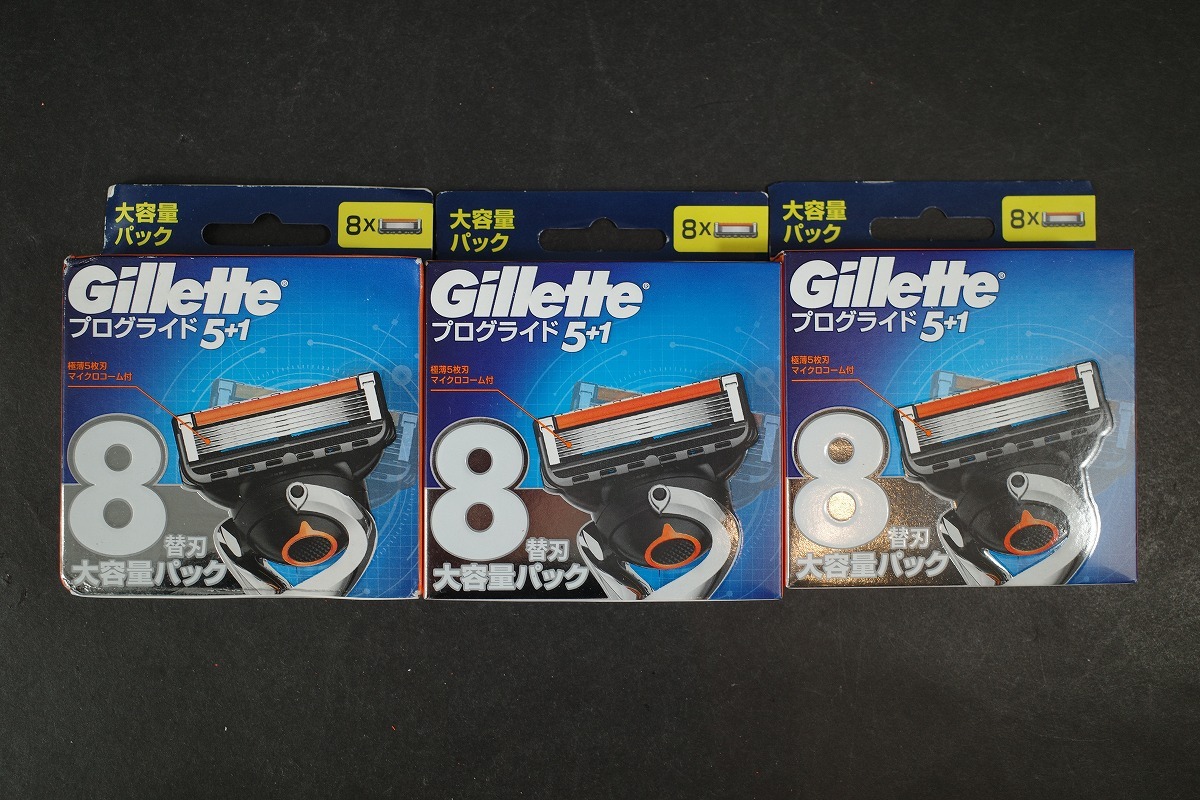 大容量
パック
8x
Gillette®
プログライド 5+1
極薄5枚刃
マイクロコーム付
8
替刃
大容量パック
大容量
パック
8x
Gillette®
プログライド 5+1
極薄5枚刃
マイクロコーム付
8
替刃
大容量パック
大容量
パック
8x
Gillette®
プログライド 5+1
極薄5枚刃
マイクロコーム付
8
替刃
大容量パック